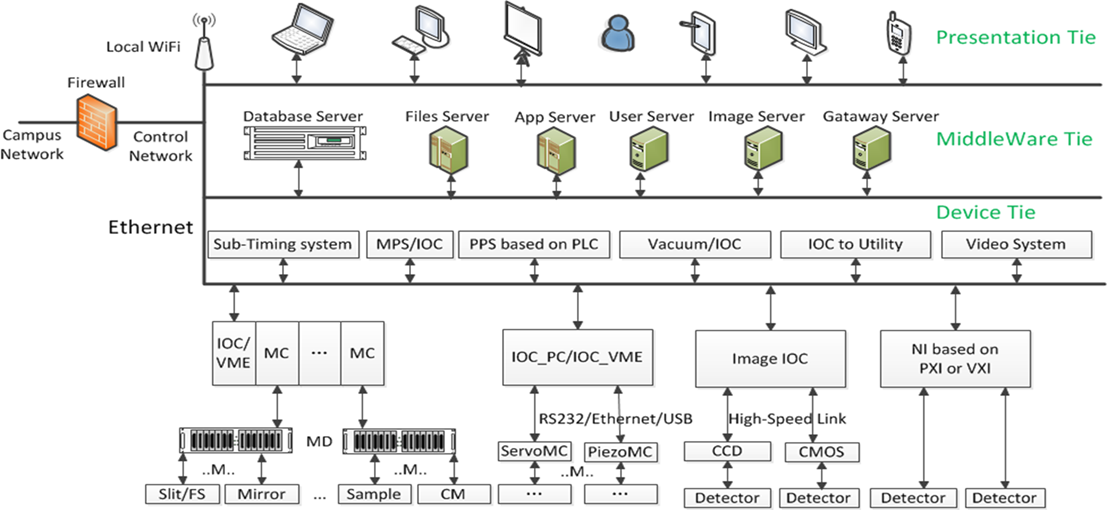 Local WiFi
Presentation Tie
Firewall
Campus
Network
Control
Network
Database Server
Files Server
App Server
User Server
Image Server
Gataway Server
MiddleWare Tie
Ethernet
Device Tie
Sub-Timing system
MPS/IOC
PPS based on PLC
Vacuum/IOC
IOC to Utility
Video System
IOC/
VME
MC
...
MC
IOC_PC/IOC_VME
Image IOC
NI based on
PXI or VXI
RS232/Ethernet/USB
High-Speed Link
MD
ServoMC
PiezoMC
CCD
CMOS
..M..
..M..
..M..
Slit/FS
Mirror
...
Sample
CM
...
...
Detector
Detector
Detector
Detector